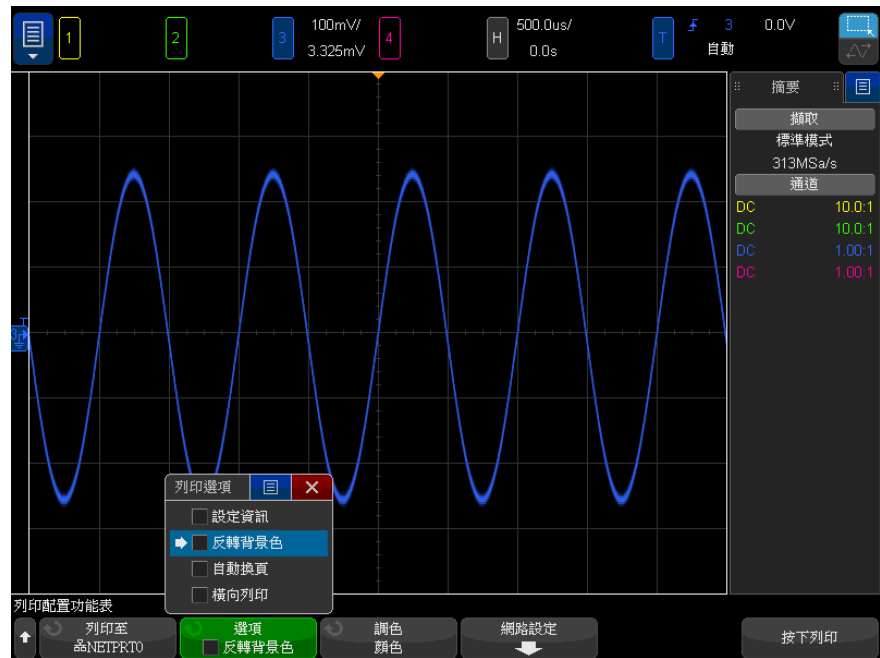 1
2
3
100mV/
3.325mV
4
H
500.0us/
0.0s
T
3
0.0V
自動
摘要
擷取
標準模式
313MSa/s
通道
DC 10.0:1
DC 10.0:1
DC 1.00:1
DC 1.00:1
T
3
列印選項
設定資訊
反轉背景色
自動換頁
橫向列印
列印配置功能表
列印至
NETPRT0
選項
反轉背景色
調色
顏色
網路設定
按下列印